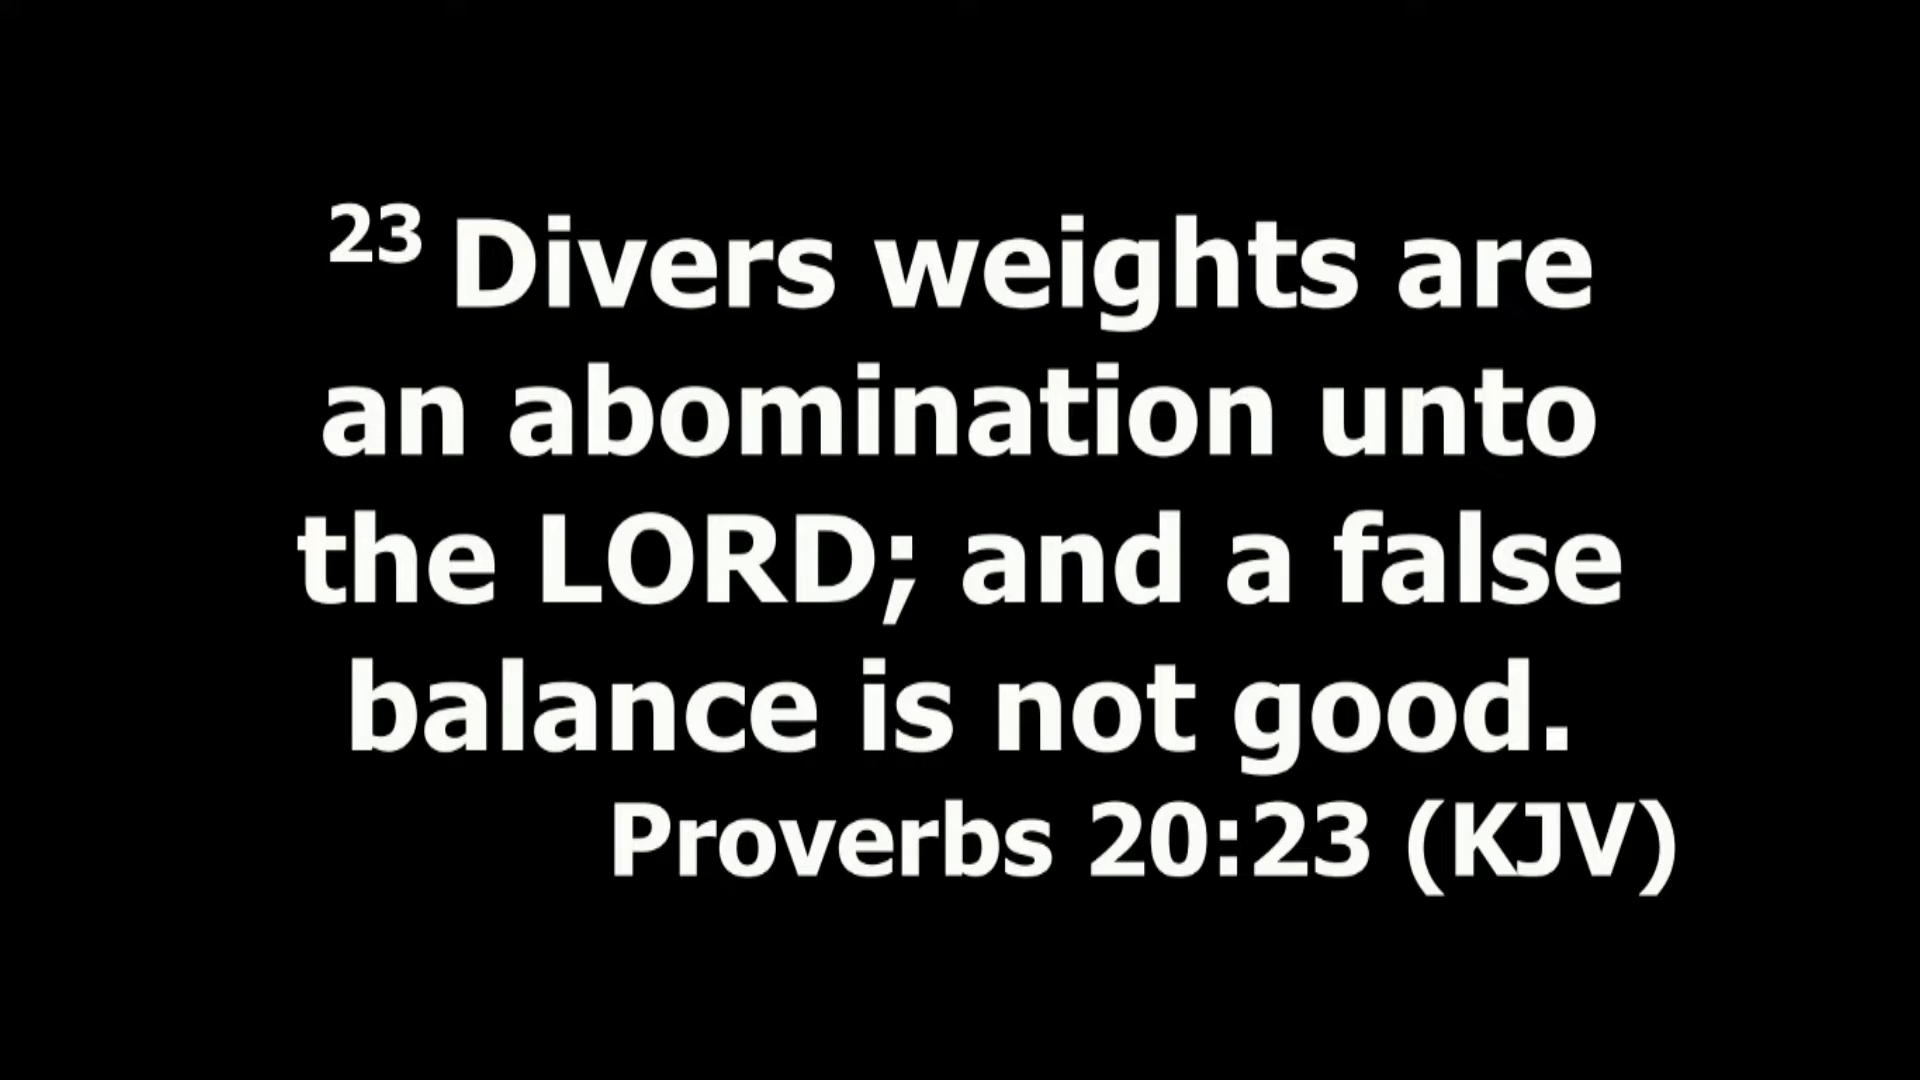 23 Divers weights are
an abomination unto
the LORD; and a false
balance is not good.
Proverbs 20:23 (KJV)